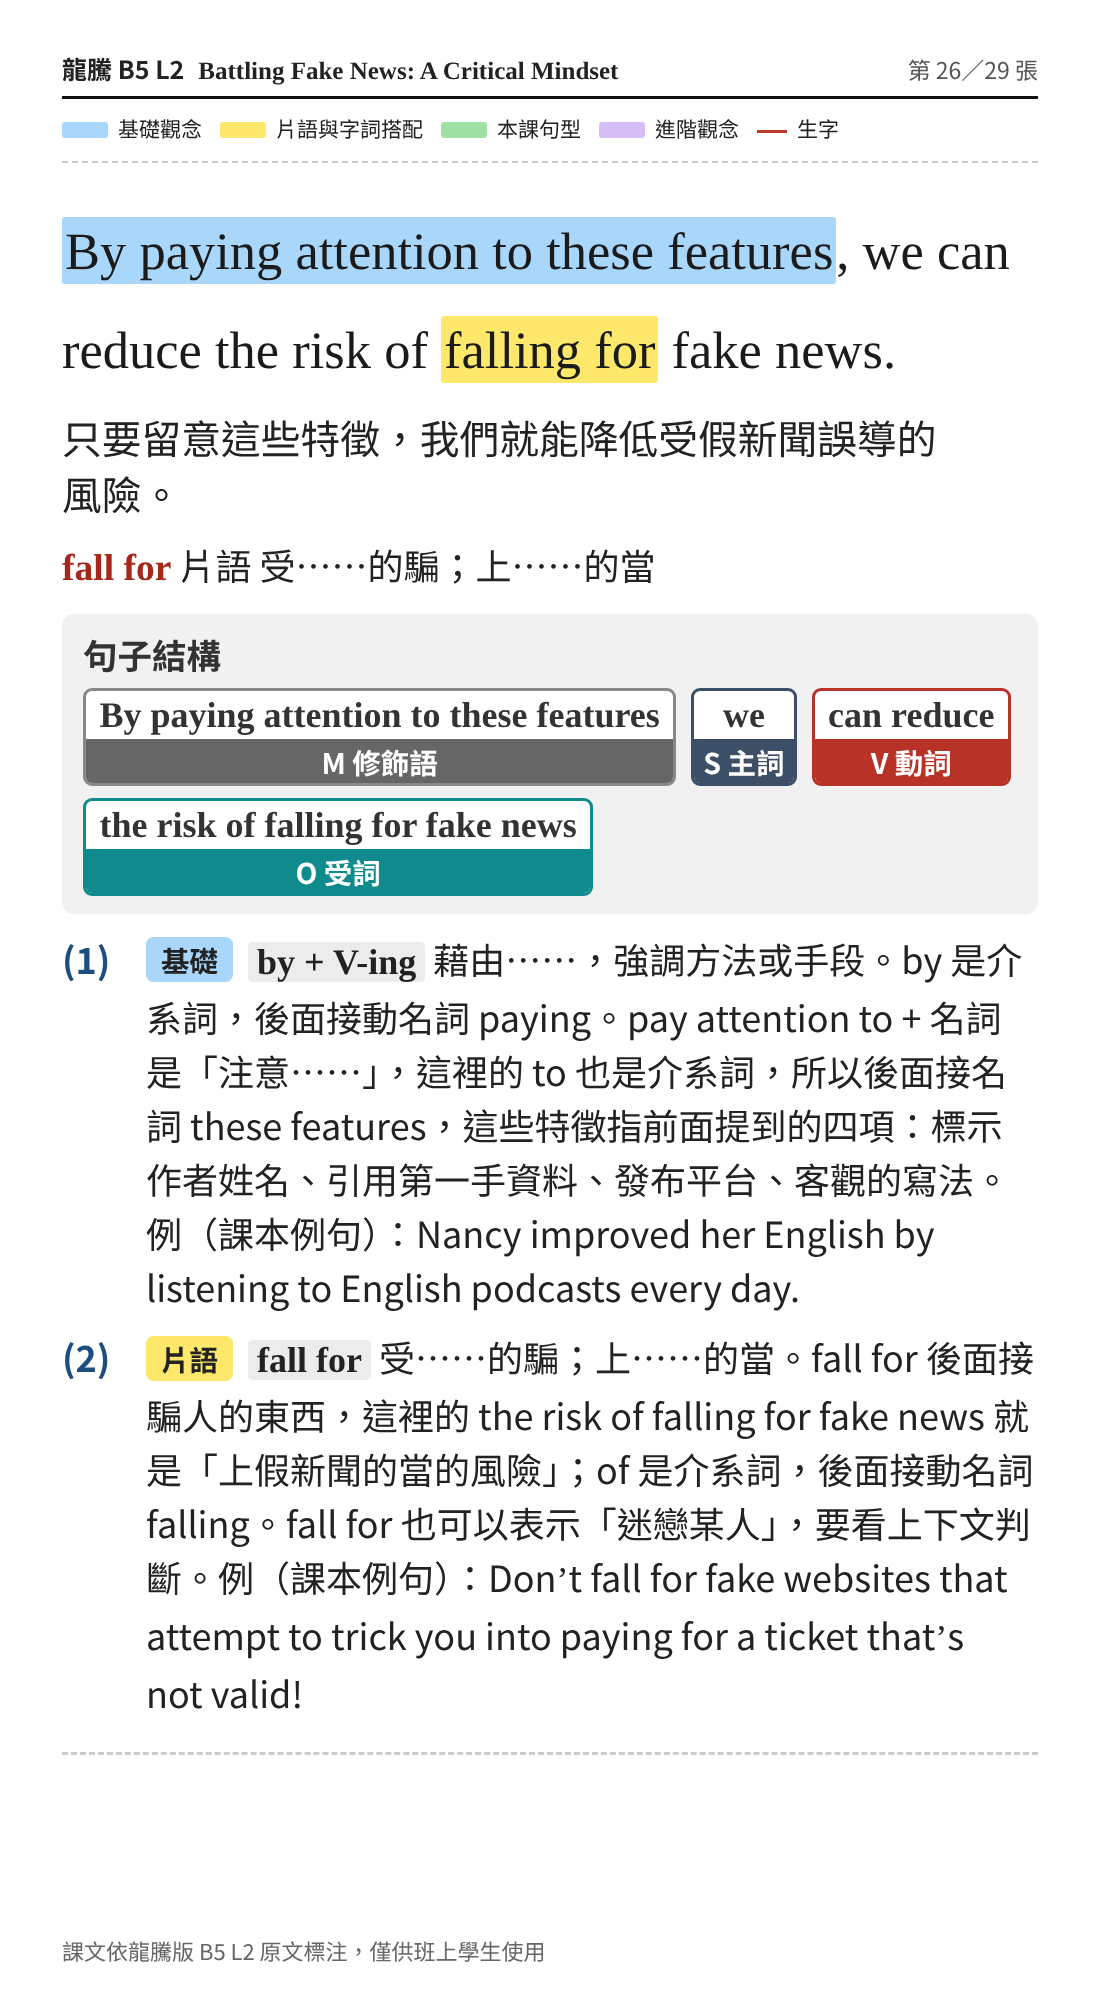 龍騰 B5 L2 Battling Fake News: A Critical Mindset 第 26／29 張
基礎觀念 片語與字詞搭配 本課句型 進階觀念 生字
By paying attention to these features, we can
reduce the risk of falling for fake news.
只要留意這些特徵，我們就能降低受假新聞誤導的
風險。
fall for 片語 受……的騙；上……的當
句子結構
By paying attention to these features we can reduce
M 修飾語 S 主詞 V 動詞
the risk of falling for fake news
O 受詞
(1) 基礎 by + V-ing 藉由……，強調方法或手段。by 是介
系詞，後面接動名詞 paying。pay attention to + 名詞
是「注意……」，這裡的 to 也是介系詞，所以後面接名
詞 these features，這些特徵指前面提到的四項：標示
作者姓名、引用第一手資料、發布平台、客觀的寫法。
例（課本例句）：Nancy improved her English by
listening to English podcasts every day.
(2) 片語 fall for 受……的騙；上……的當。fall for 後面接
騙人的東西，這裡的 the risk of falling for fake news 就
是「上假新聞的當的風險」；of 是介系詞，後面接動名詞
falling。fall for 也可以表示「迷戀某人」，要看上下文判
斷。例（課本例句）：Don’t fall for fake websites that
attempt to trick you into paying for a ticket that’s
not valid!
課文依龍騰版 B5 L2 原文標注，僅供班上學生使用